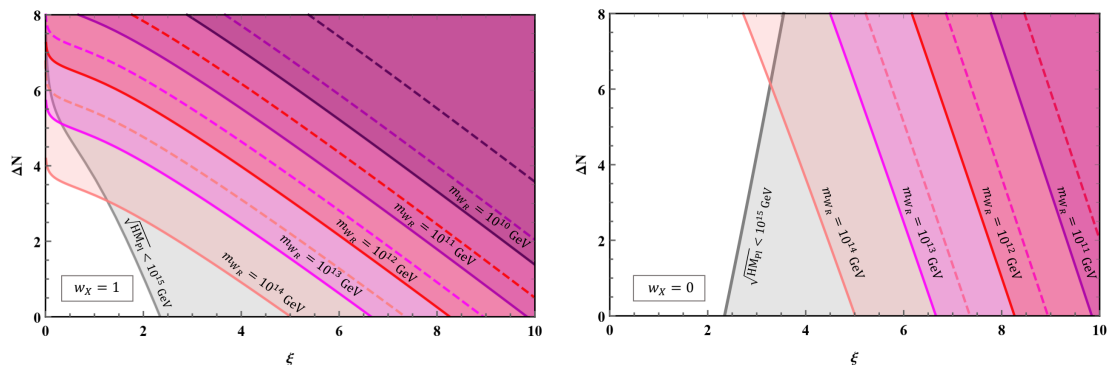 8
6
4
2
0
ΔN
0
2
4
6
8
10
ξ
w_X = 1
√HM_Pl < 10^15 GeV
m_{W_R} = 10^14 GeV
m_{W_R} = 10^13 GeV
m_{W_R} = 10^12 GeV
m_{W_R} = 10^11 GeV
m_{W_R} = 10^10 GeV
8
6
4
2
0
ΔN
0
2
4
6
8
10
ξ
w_X = 0
√HM_Pl < 10^15 GeV
m_{W_R} = 10^14 GeV
m_{W_R} = 10^13 GeV
m_{W_R} = 10^12 GeV
m_{W_R} = 10^11 GeV